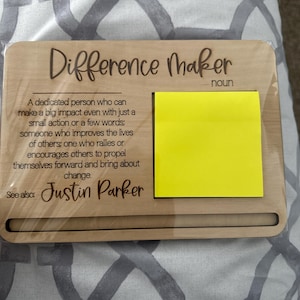 Difference Maker
noun
A dedicated person who can
make a big impact even with just a
small action or a few words;
someone who improves the lives
of others; one who rallies or
encourages others to propel
themselves forward and bring about
change.
See also: Justin Parker